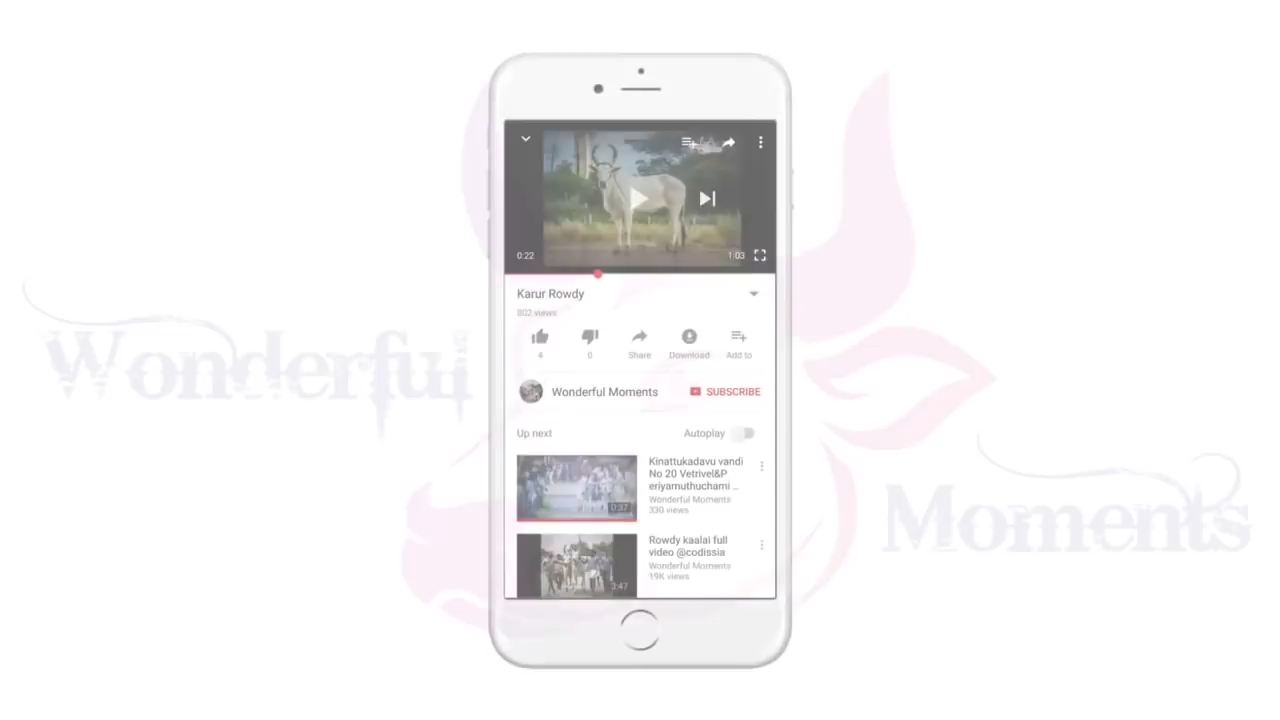 0:22
1:03
Karur Rowdy
802 views
4
0
Share
Download
Add to
Wonderful
Wonderful Moments
SUBSCRIBE
Up next
Autoplay
Kinattukadavu vandi
No 20 Vetrivel&P
eriyamuthuchami ...
Wonderful Moments
330 views
0:37
Moments
Rowdy kaalai full
video @codissia
Wonderful Moments
19K views
3:47